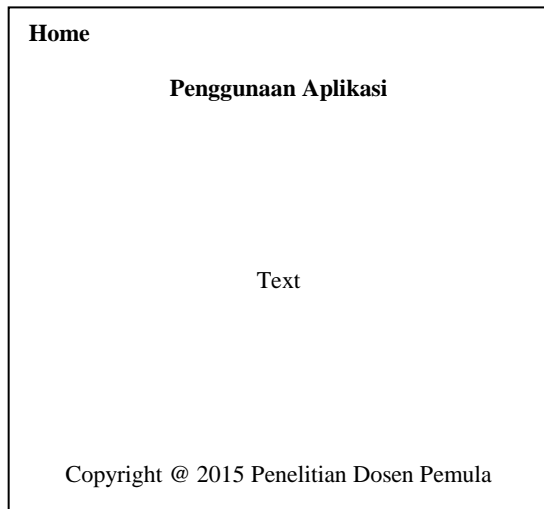 Home
Penggunaan Aplikasi
Text
Copyright @ 2015 Penelitian Dosen Pemula